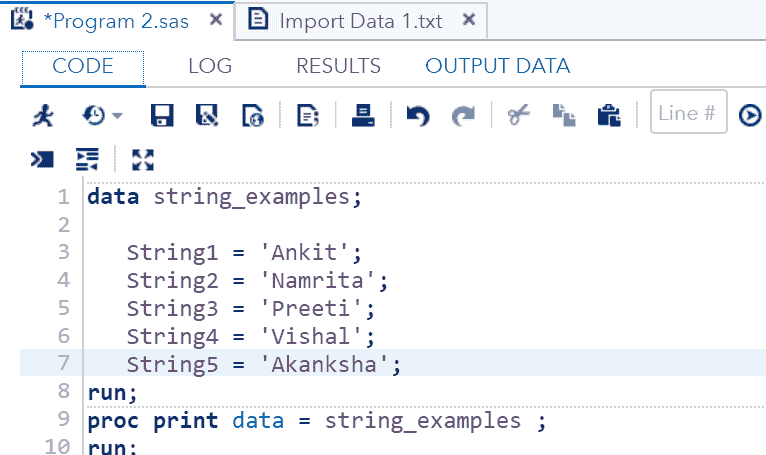 *Program 2.sas × Import Data 1.txt ×
CODE LOG RESULTS OUTPUT DATA
Line #
1 data string_examples;
2
3 String1 = 'Ankit';
4 String2 = 'Namrita';
5 String3 = 'Preeti';
6 String4 = 'Vishal';
7 String5 = 'Akanksha';
8 run;
9 proc print data = string_examples ;
10 run;